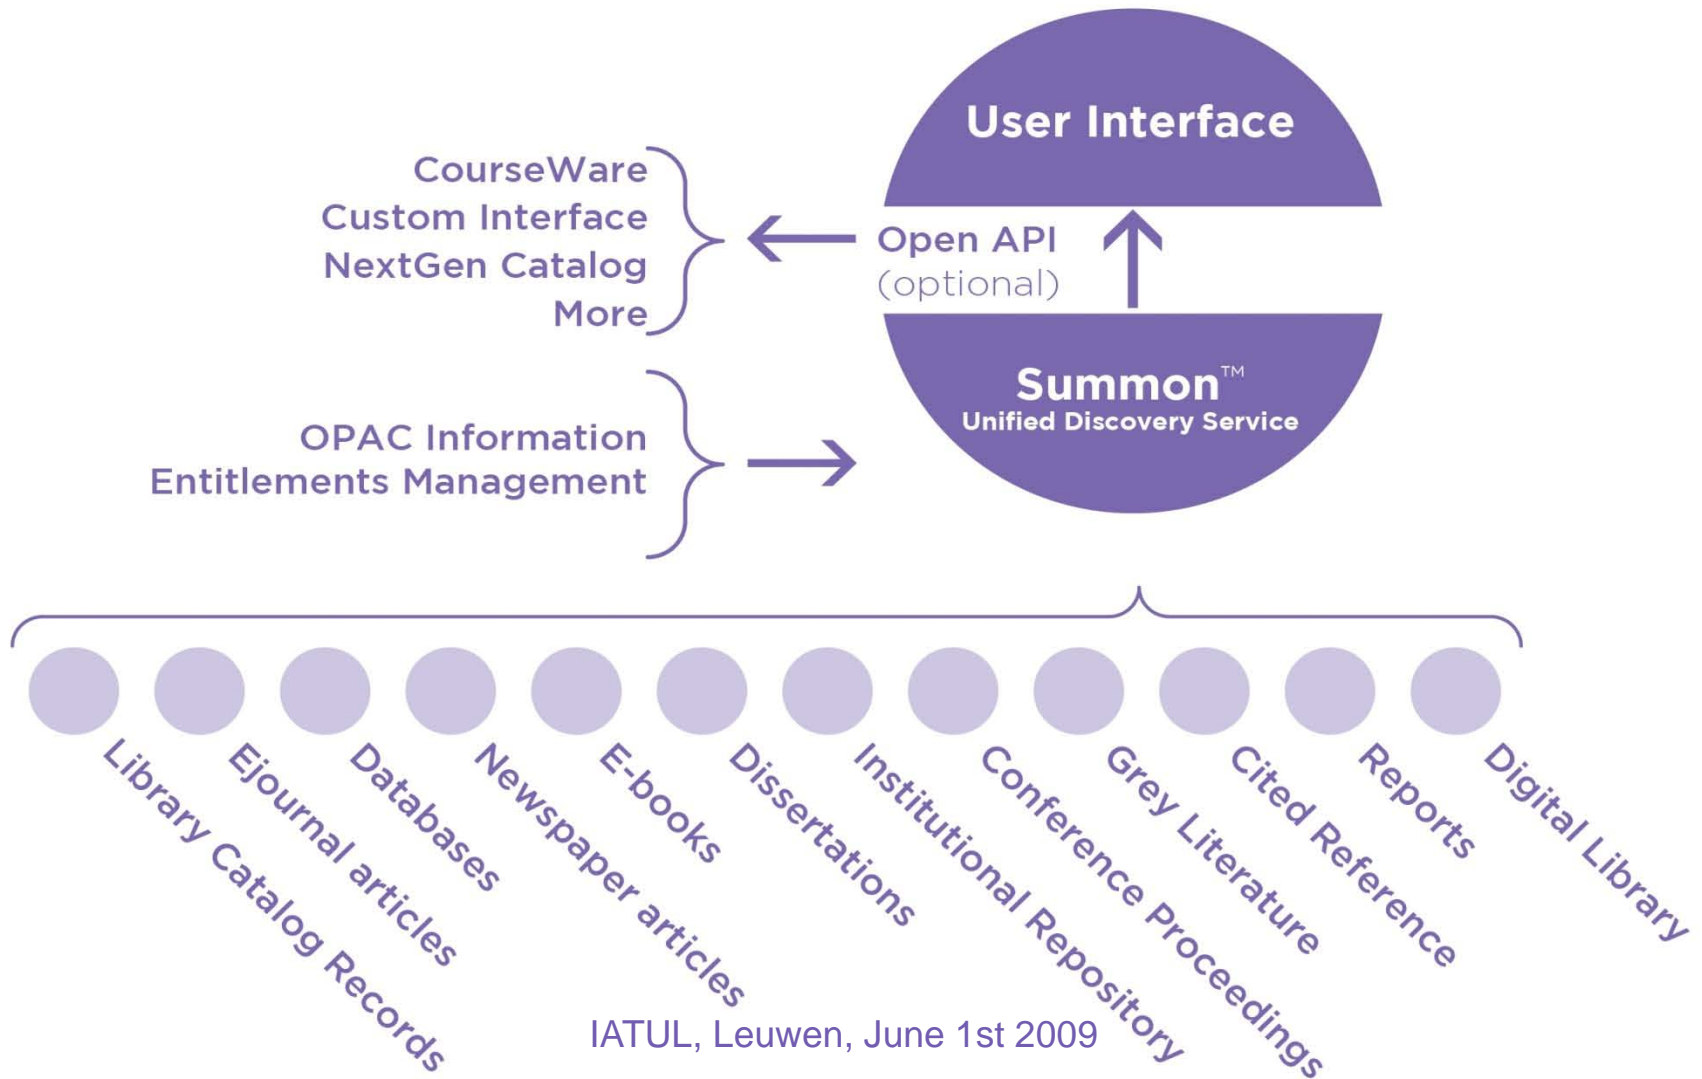 User Interface
CourseWare
Custom Interface
NextGen Catalog
More
Open API
(optional)
Summon™
Unified Discovery Service
OPAC Information
Entitlements Management
Library Catalog Records
Ejournal articles
Databases
Newspaper articles
E-books
Dissertations
Institutional Repository
Conference Proceedings
Grey Literature
Cited Reference
Reports
Digital Library
IATUL, Leuwen, June 1st 2009